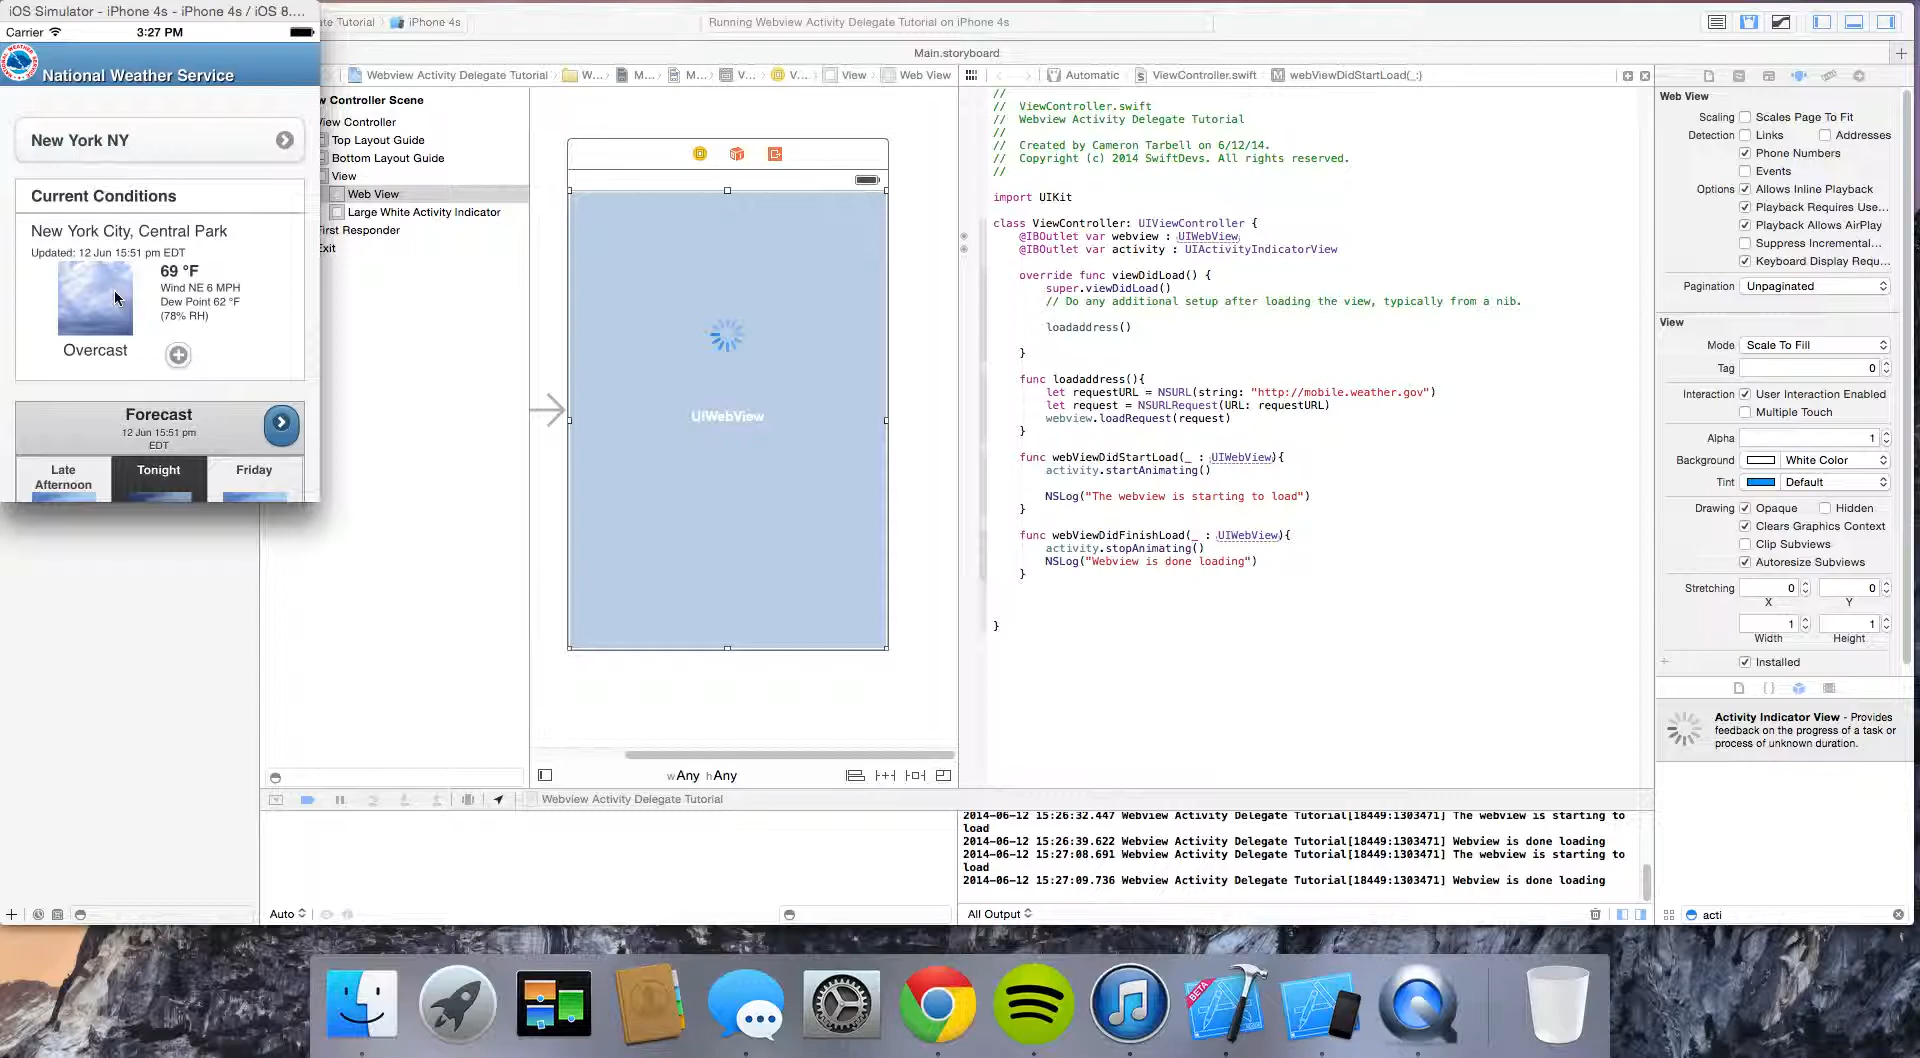 iOS Simulator - iPhone 4s - iPhone 4s / iOS 8....
ate Tutorial
iPhone 4s
Running Webview Activity Delegate Tutorial on iPhone 4s
Carrier
3:27 PM
National Weather Service
New York NY
Current Conditions
New York City, Central Park
Updated: 12 Jun 15:51 pm EDT
69 °F
Wind NE 6 MPH
Dew Point 62 °F
(78% RH)
Overcast
Forecast
12 Jun 15:51 pm
EDT
Late
Afternoon
Tonight
Friday
Main.storyboard
Webview Activity Delegate Tutorial
W...
M...
M...
V...
V...
View
Web View
w Controller Scene
View Controller
Top Layout Guide
Bottom Layout Guide
View
Web View
Large White Activity Indicator
First Responder
Exit
UIWebView
wAny hAny
Automatic
ViewController.swift
M
webViewDidStartLoad(_:)
//
// ViewController.swift
// Webview Activity Delegate Tutorial
//
// Created by Cameron Tarbell on 6/12/14.
// Copyright (c) 2014 SwiftDevs. All rights reserved.
//
import UIKit
class ViewController: UIViewController {
@IBOutlet var webview : UIWebView
@IBOutlet var activity : UIActivityIndicatorView
override func viewDidLoad() {
super.viewDidLoad()
// Do any additional setup after loading the view, typically from a nib.
loadaddress()
}
func loadaddress(){
let requestURL = NSURL(string: "http://mobile.weather.gov")
let request = NSURLRequest(URL: requestURL)
webview.loadRequest(request)
}
func webViewDidStartLoad(_ : UIWebView){
activity.startAnimating()
NSLog("The webview is starting to load")
}
func webViewDidFinishLoad(_ : UIWebView){
activity.stopAnimating()
NSLog("Webview is done loading")
}
}
Web View
Scaling
Scales Page To Fit
Detection
Links
Addresses
Phone Numbers
Events
Options
Allows Inline Playback
Playback Requires Use...
Playback Allows AirPlay
Suppress Incremental...
Keyboard Display Requ...
Pagination
Unpaginated
View
Mode
Scale To Fill
Tag
0
Interaction
User Interaction Enabled
Multiple Touch
Alpha
1
Background
White Color
Tint
Default
Drawing
Opaque
Hidden
Clears Graphics Context
Clip Subviews
Autoresize Subviews
Stretching
0
0
X
Y
1
1
Width
Height
Installed
Activity Indicator View - Provides
feedback on the progress of a task or
process of unknown duration.
Webview Activity Delegate Tutorial
2014-06-12 15:26:32.447 Webview Activity Delegate Tutorial[18449:1303471] The webview is starting to
load
2014-06-12 15:26:39.622 Webview Activity Delegate Tutorial[18449:1303471] Webview is done loading
2014-06-12 15:27:08.691 Webview Activity Delegate Tutorial[18449:1303471] The webview is starting to
load
2014-06-12 15:27:09.736 Webview Activity Delegate Tutorial[18449:1303471] Webview is done loading
Auto
All Output
acti
BETA